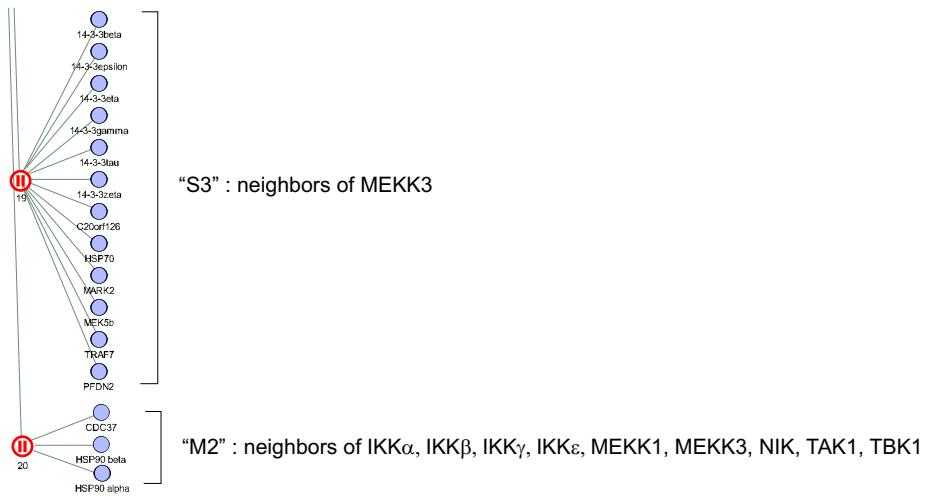 14-3-3beta
14-3-3epsilon
14-3-3eta
14-3-3gamma
14-3-3tau
19
14-3-3zeta
“S3” : neighbors of MEKK3
C20orf126
HSP70
MARK2
MEK5b
TRAF7
PFDN2
CDC37
“M2” : neighbors of IKKα, IKKβ, IKKγ, IKKε, MEKK1, MEKK3, NIK, TAK1, TBK1
20
HSP90 beta
HSP90 alpha